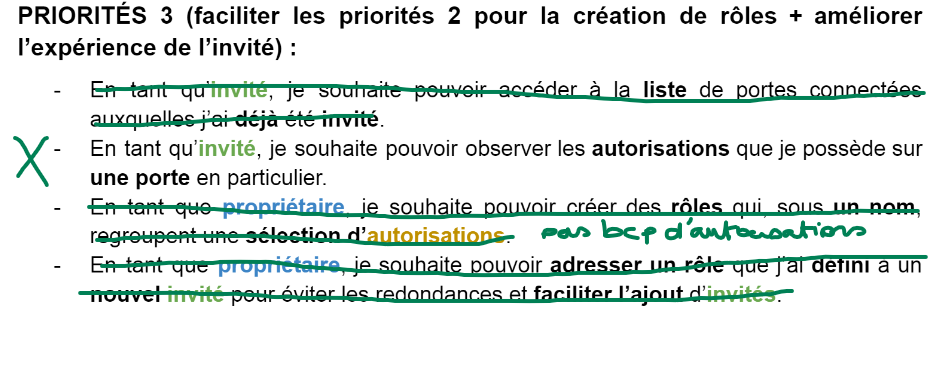 PRIORITÉS 3 (faciliter les priorités 2 pour la création de rôles + améliorer
l’expérience de l’invité) :
- En tant qu’invité, je souhaite pouvoir accéder à la liste de portes connectées
auxquelles j’ai déjà été invité.
X - En tant qu’invité, je souhaite pouvoir observer les autorisations que je possède sur
une porte en particulier.
- En tant que propriétaire, je souhaite pouvoir créer des rôles qui, sous un nom,
regroupent une sélection d’autorisations. pas bcp d’autorisations
- En tant que propriétaire, je souhaite pouvoir adresser un rôle que j’ai défini à un
nouvel invité pour éviter les redondances et faciliter l’ajout d’invités.